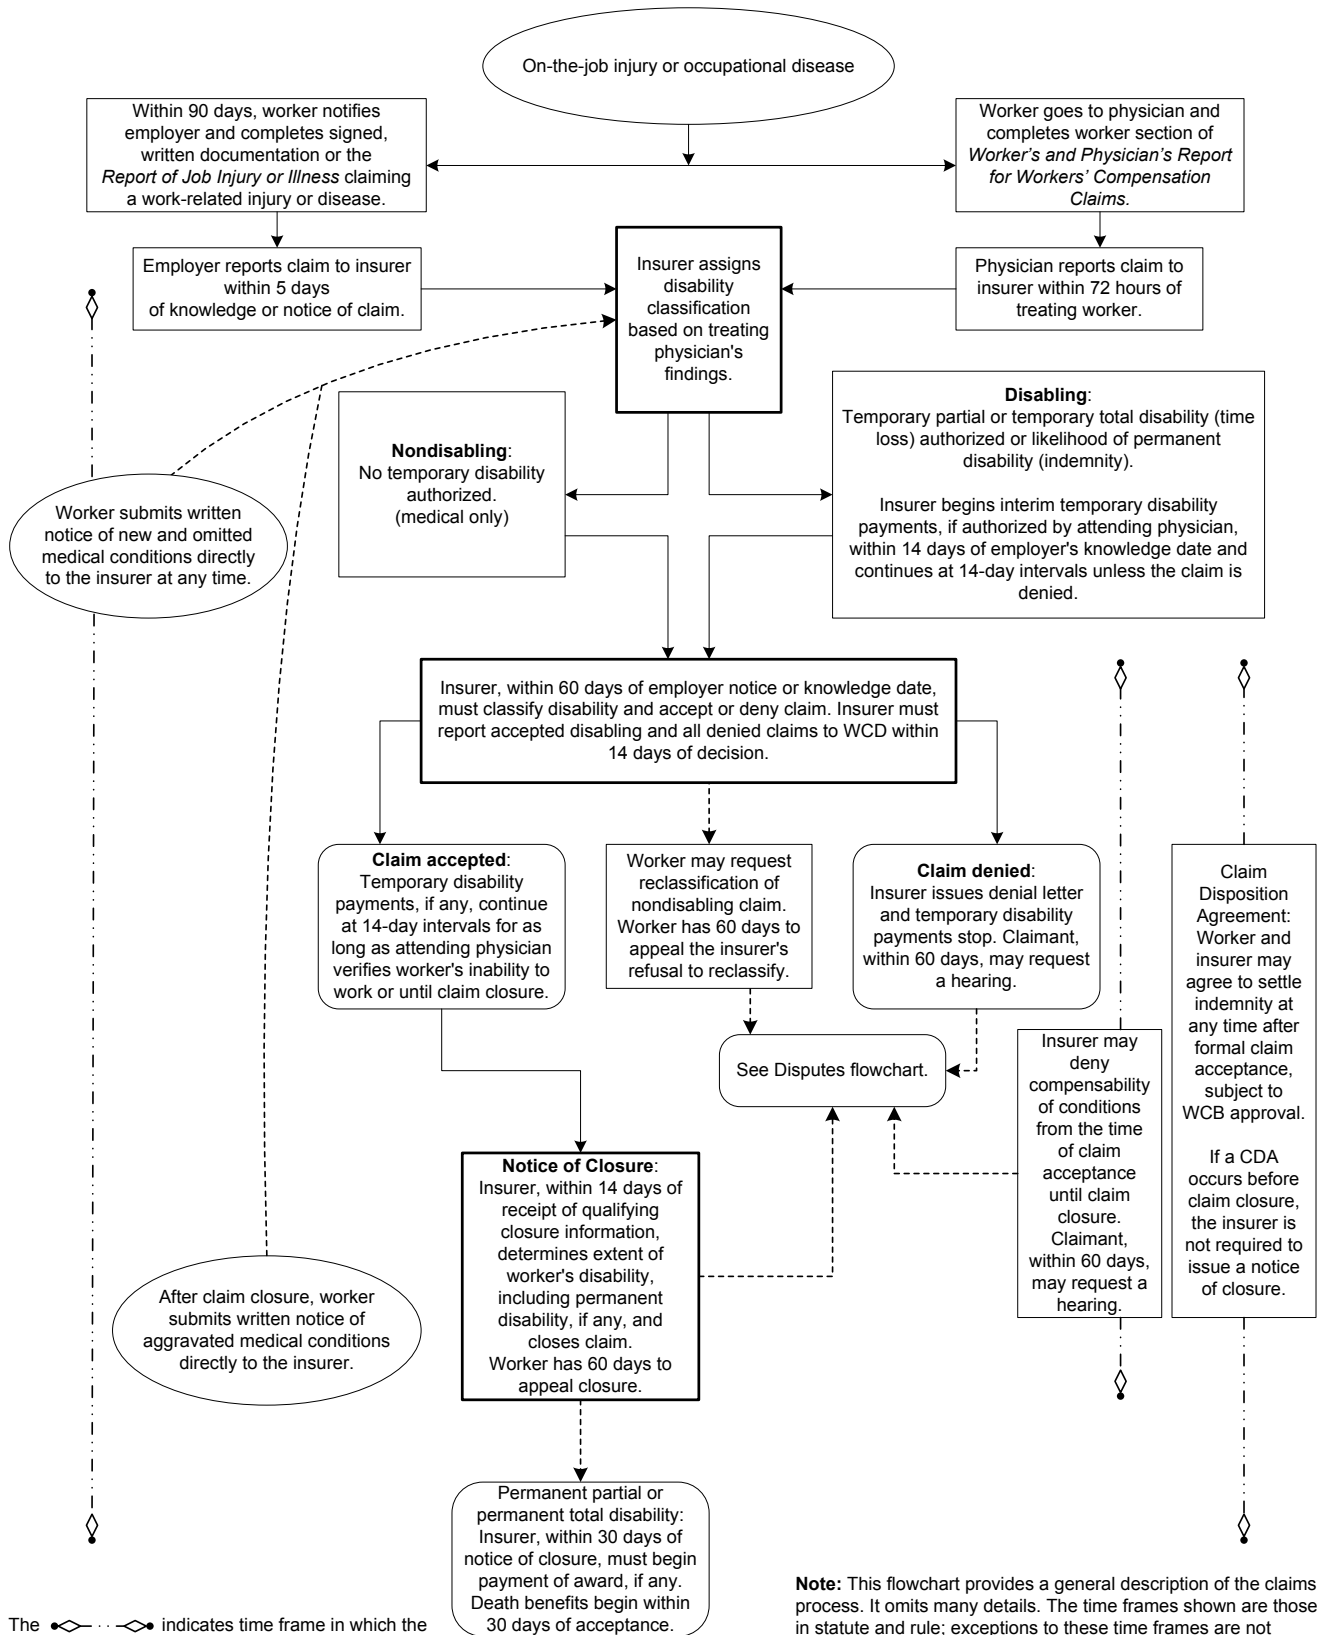 On-the-job injury or occupational disease
Within 90 days, worker notifies
employer and completes signed,
written documentation or the
Report of Job Injury or Illness claiming
a work-related injury or disease.
Worker goes to physician and
completes worker section of
Worker's and Physician's Report
for Workers' Compensation
Claims.
Employer reports claim to insurer
within 5 days
of knowledge or notice of claim.
Insurer assigns
disability
classification
based on treating
physician's
findings.
Physician reports claim to
insurer within 72 hours of
treating worker.
Nondisabling:
No temporary disability
authorized.
(medical only)
Disabling:
Temporary partial or temporary total disability (time
loss) authorized or likelihood of permanent
disability (indemnity).
Insurer begins interim temporary disability
payments, if authorized by attending physician,
within 14 days of employer's knowledge date and
continues at 14-day intervals unless the claim is
denied.
Worker submits written
notice of new and omitted
medical conditions directly
to the insurer at any time.
Insurer, within 60 days of employer notice or knowledge date,
must classify disability and accept or deny claim. Insurer must
report accepted disabling and all denied claims to WCD within
14 days of decision.
Claim accepted:
Temporary disability
payments, if any, continue
at 14-day intervals for as
long as attending physician
verifies worker's inability to
work or until claim closure.
Worker may request
reclassification of
nondisabling claim.
Worker has 60 days to
appeal the insurer's
refusal to reclassify.
Claim denied:
Insurer issues denial letter
and temporary disability
payments stop. Claimant,
within 60 days, may request
a hearing.
Claim
Disposition
Agreement:
Worker and
insurer may
agree to settle
indemnity at
any time after
formal claim
acceptance,
subject to
WCB approval.
If a CDA
occurs before
claim closure,
the insurer is
not required to
issue a notice
of closure.
See Disputes flowchart.
Insurer may
deny
compensability
of conditions
from the time
of claim
acceptance
until claim
closure.
Claimant,
within 60 days,
may request a
hearing.
Notice of Closure:
Insurer, within 14 days of
receipt of qualifying
closure information,
determines extent of
worker's disability,
including permanent
disability, if any, and
closes claim.
Worker has 60 days to
appeal closure.
After claim closure, worker
submits written notice of
aggravated medical conditions
directly to the insurer.
Permanent partial or
permanent total disability:
Insurer, within 30 days of
notice of closure, must begin
payment of award, if any.
Death benefits begin within
30 days of acceptance.
The indicates time frame in which the
Note: This flowchart provides a general description of the claims
process. It omits many details. The time frames shown are those
in statute and rule; exceptions to these time frames are not